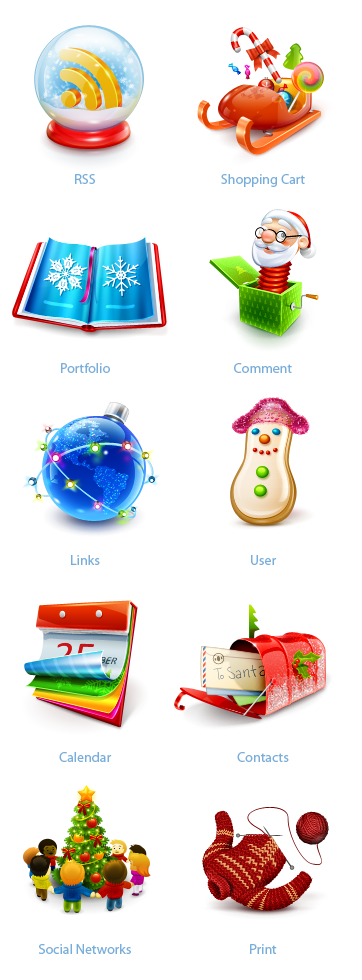 RSS
Shopping Cart
Portfolio
Comment
Links
User
25
BER
Calendar
To Santa
Contacts
Social Networks
Print